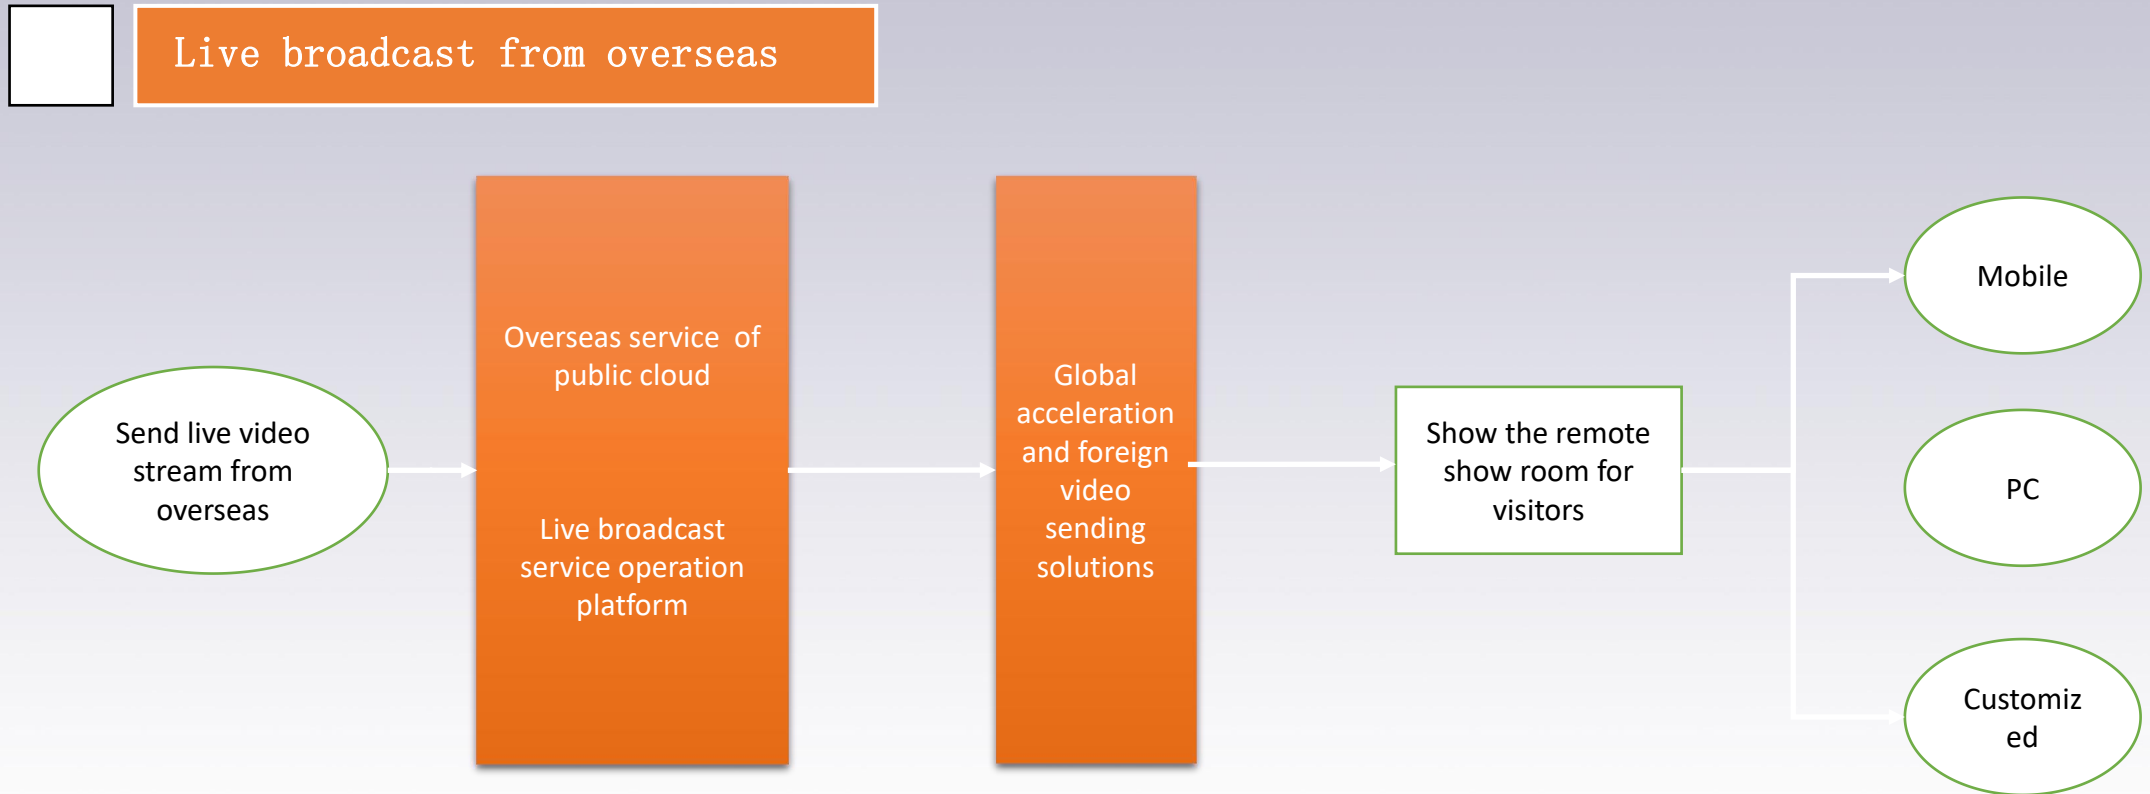 Live broadcast from overseas
Send live video
stream from
overseas
Overseas service of
public cloud
Live broadcast
service operation
platform
Global
acceleration
and foreign
video
sending
solutions
Show the remote
show room for
visitors
Mobile
PC
Customiz
ed